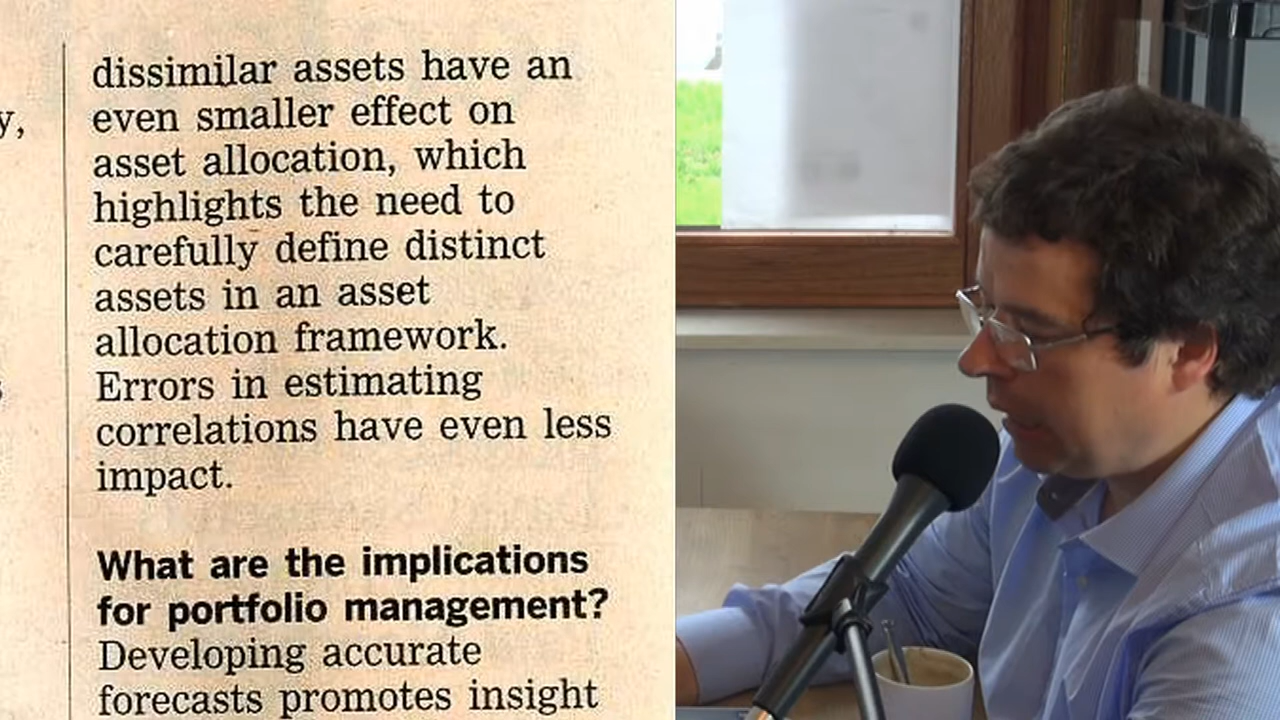 y,
dissimilar assets have an
even smaller effect on
asset allocation, which
highlights the need to
carefully define distinct
assets in an asset
allocation framework.
Errors in estimating
correlations have even less
impact.
What are the implications
for portfolio management?
Developing accurate
forecasts promotes insight